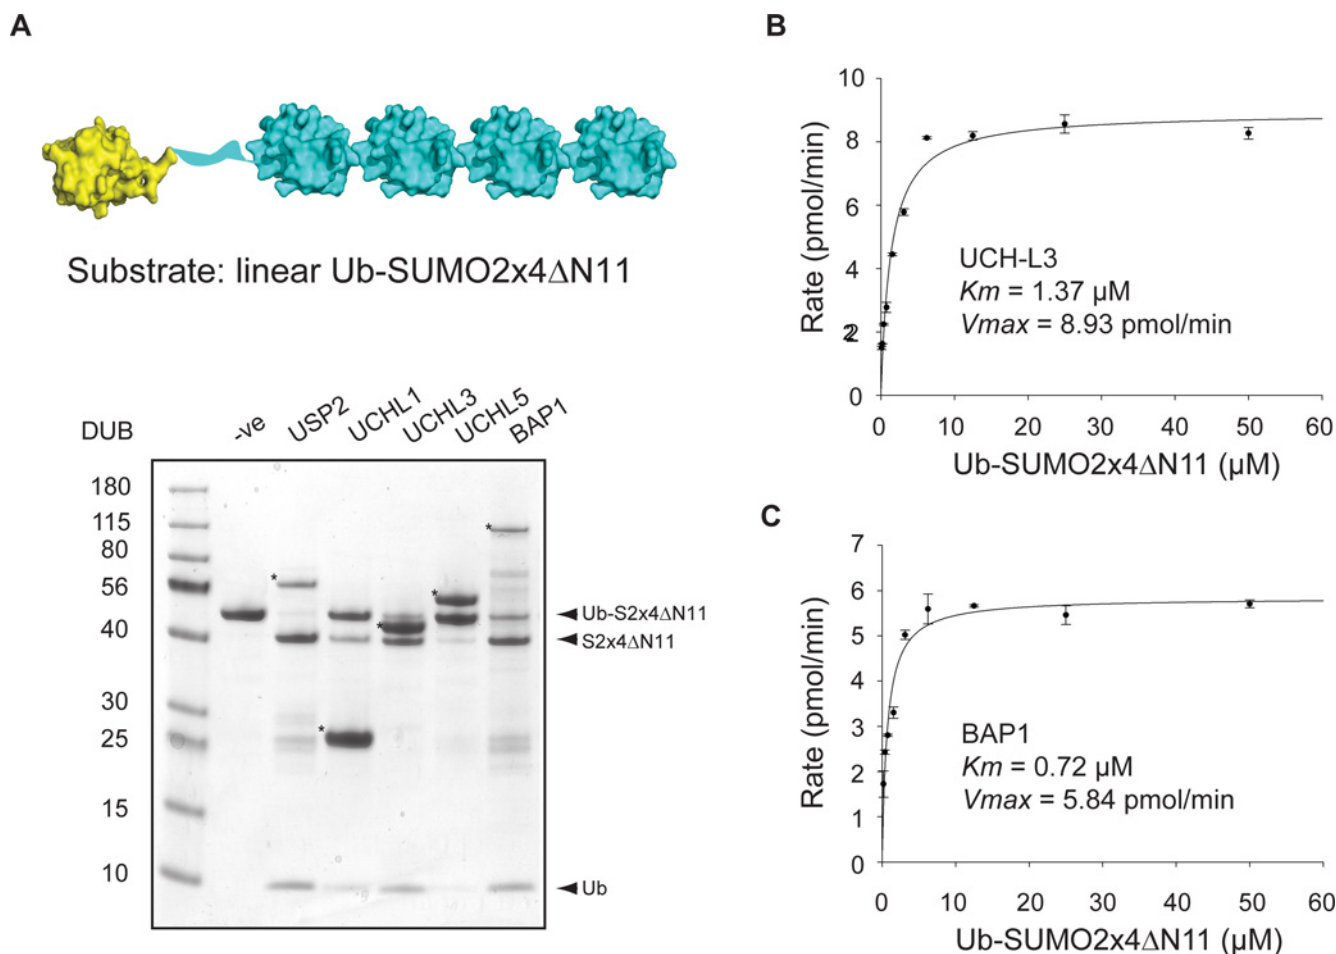 A
Substrate: linear Ub-SUMO2x4ΔN11
DUB
-ve USP2 UCHL1 UCHL3 UCHL5 BAP1
180
115
80
56
40
30
25
15
10
* * * * *
Ub-S2x4ΔN11
S2x4ΔN11
Ub
B
Rate (pmol/min)
10
8
6
4
2
0
UCH-L3
Km = 1.37 μM
Vmax = 8.93 pmol/min
0 10 20 30 40 50 60
Ub-SUMO2x4ΔN11 (μM)
C
Rate (pmol/min)
7
6
5
4
3
2
1
0
BAP1
Km = 0.72 μM
Vmax = 5.84 pmol/min
0 10 20 30 40 50 60
Ub-SUMO2x4ΔN11 (μM)